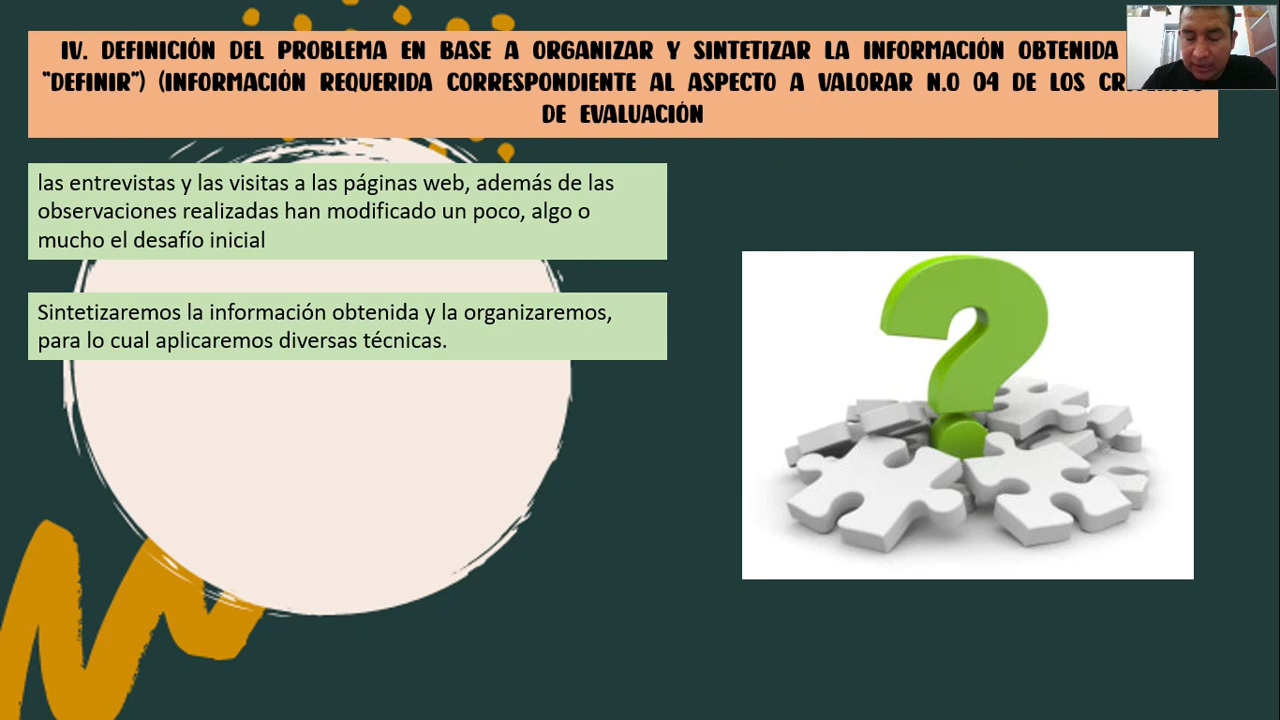 IV. DEFINICIÓN DEL PROBLEMA EN BASE A ORGANIZAR Y SINTETIZAR LA INFORMACIÓN OBTENIDA
"DEFINIR") (INFORMACIÓN REQUERIDA CORRESPONDIENTE AL ASPECTO A VALORAR N.O 04 DE LOS
DE EVALUACIÓN
las entrevistas y las visitas a las páginas web, además de las
observaciones realizadas han modificado un poco, algo o
mucho el desafío inicial
Sintetizaremos la información obtenida y la organizaremos,
para lo cual aplicaremos diversas técnicas.